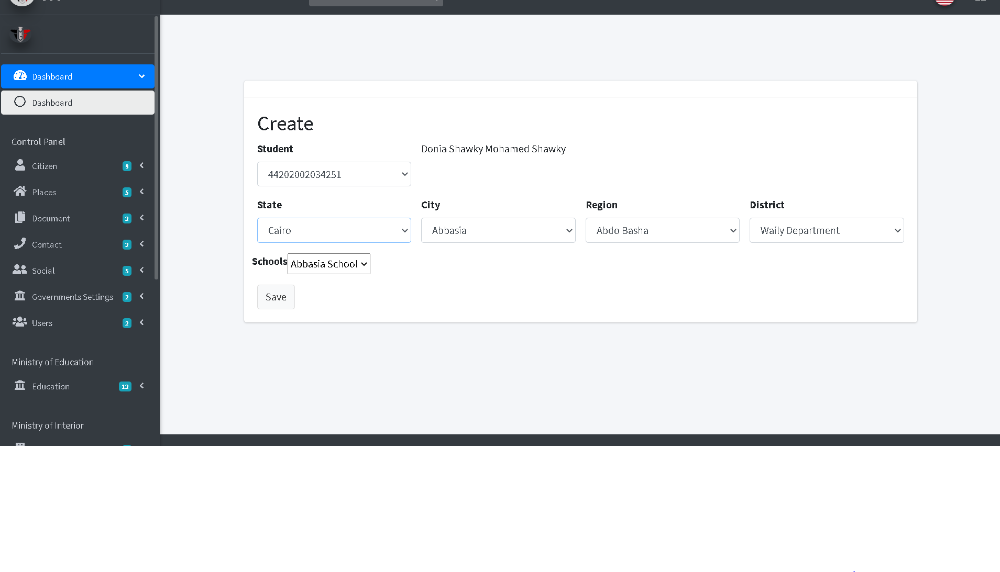 Dashboard
Dashboard
Control Panel
Citizen 8
Places 5
Document 2
Contact 2
Social 5
Governments Settings 2
Users 2
Ministry of Education
Education 12
Ministry of Interior
Create
Student Donia Shawky Mohamed Shawky
44202002034251
State City Region District
Cairo Abbasia Abdo Basha Waily Department
Schools Abbasia School
Save